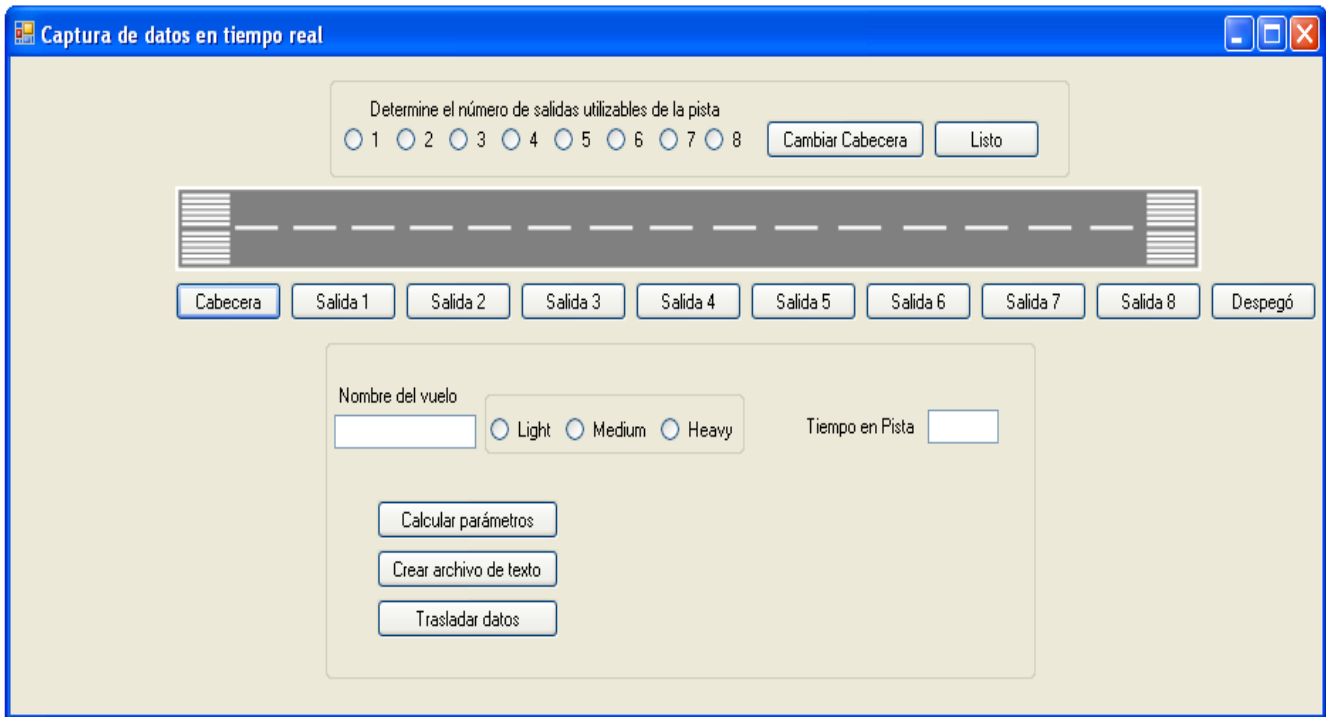 Captura de datos en tiempo real
Determine el número de salidas utilizables de la pista
1 2 3 4 5 6 7 8 Cambiar Cabecera Listo
Cabecera Salida 1 Salida 2 Salida 3 Salida 4 Salida 5 Salida 6 Salida 7 Salida 8 Despegó
Nombre del vuelo
Light Medium Heavy Tiempo en Pista
Calcular parámetros
Crear archivo de texto
Trasladar datos